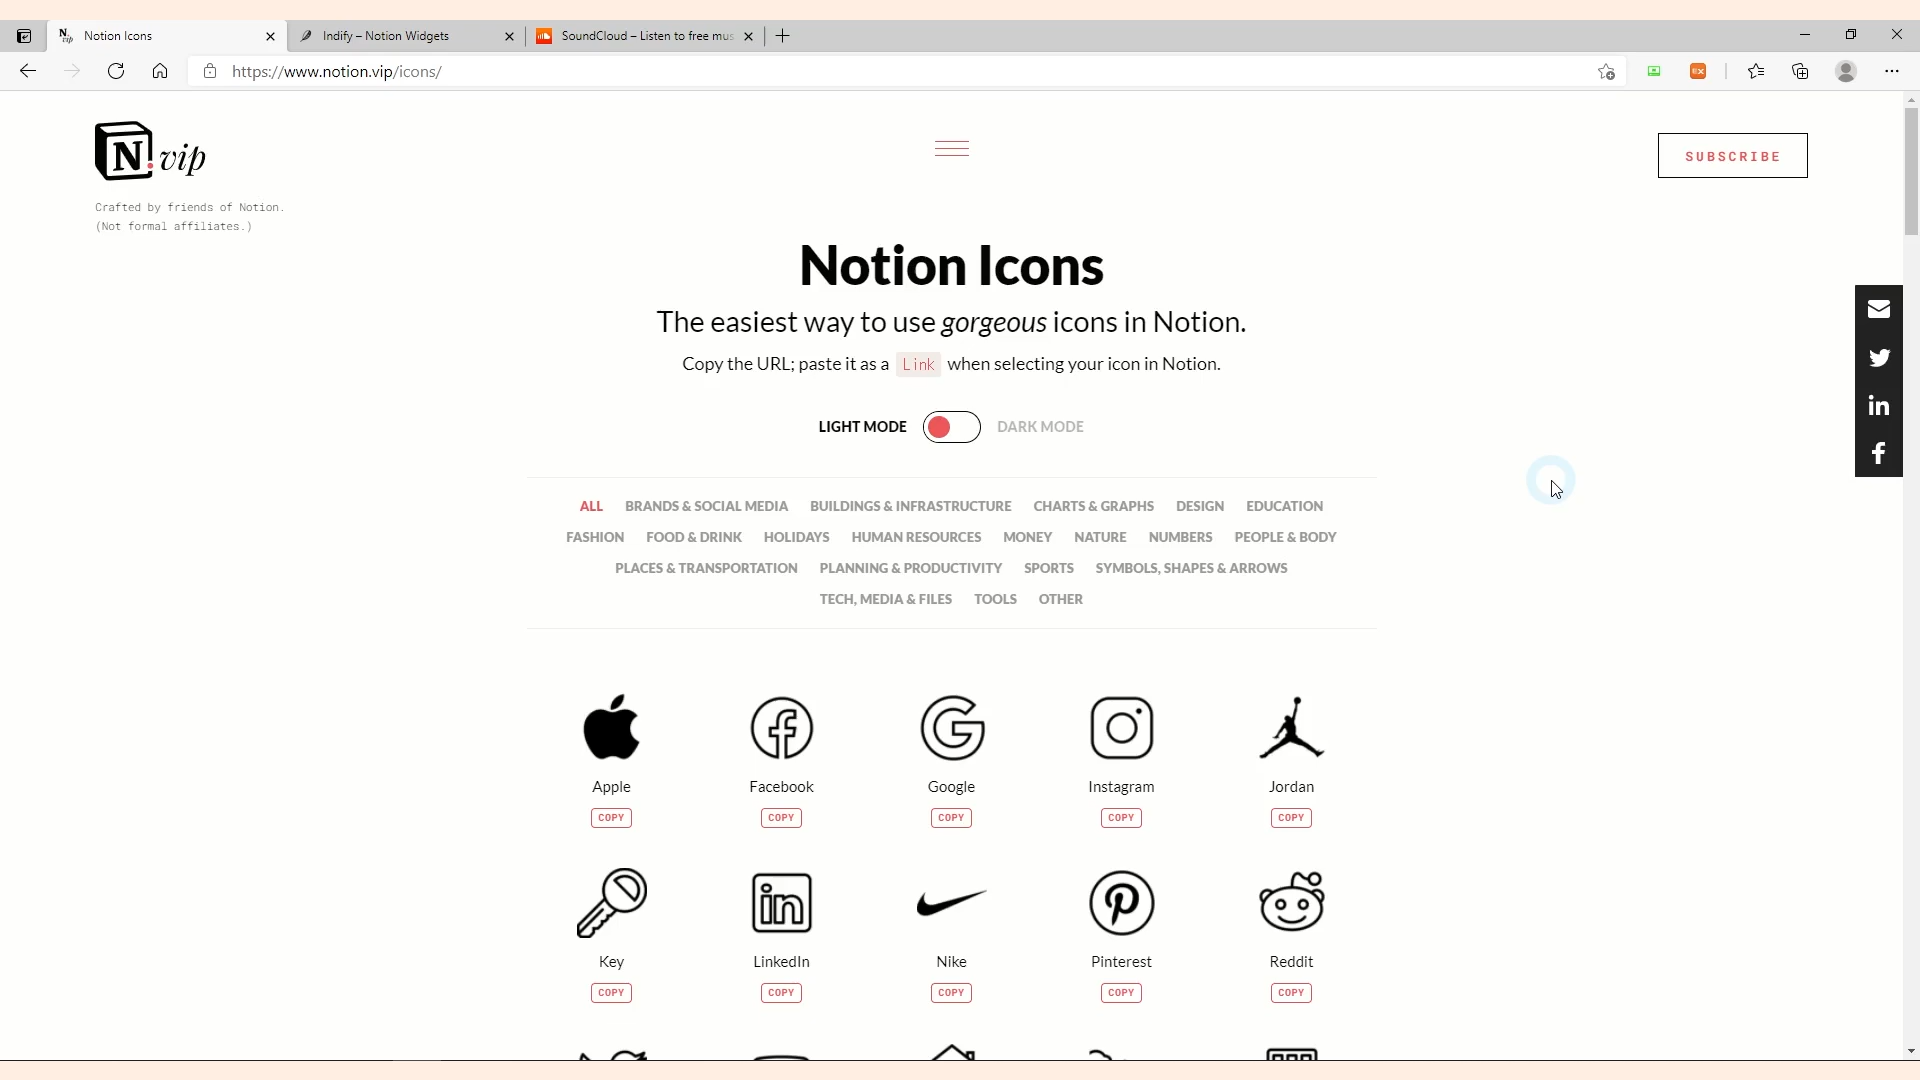 Notion Icons
Indify – Notion Widgets
SoundCloud – Listen to free mus
https://www.notion.vip/icons/
N.vip
SUBSCRIBE
Crafted by friends of Notion.
(Not formal affiliates.)
Notion Icons
The easiest way to use gorgeous icons in Notion.
Copy the URL; paste it as a Link when selecting your icon in Notion.
LIGHT MODE DARK MODE
ALL BRANDS & SOCIAL MEDIA BUILDINGS & INFRASTRUCTURE CHARTS & GRAPHS DESIGN EDUCATION
FASHION FOOD & DRINK HOLIDAYS HUMAN RESOURCES MONEY NATURE NUMBERS PEOPLE & BODY
PLACES & TRANSPORTATION PLANNING & PRODUCTIVITY SPORTS SYMBOLS, SHAPES & ARROWS
TECH, MEDIA & FILES TOOLS OTHER
Apple Facebook Google Instagram Jordan
COPY COPY COPY COPY COPY
Key LinkedIn Nike Pinterest Reddit
COPY COPY COPY COPY COPY